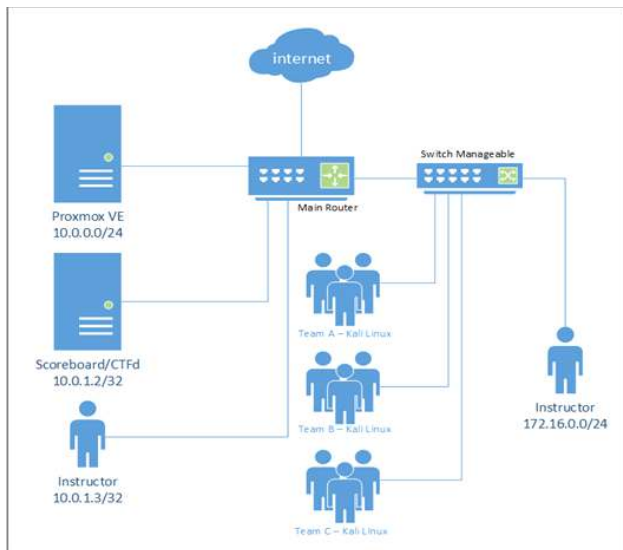 internet
Switch Manageable
Main Router
Proxmox VE
10.0.0.0/24
Team A – Kali Linux
Scoreboard/CTFd
10.0.1.2/32
Instructor
172.16.0.0/24
Team B – Kali Linux
Instructor
10.0.1.3/32
Team C – Kali Linux